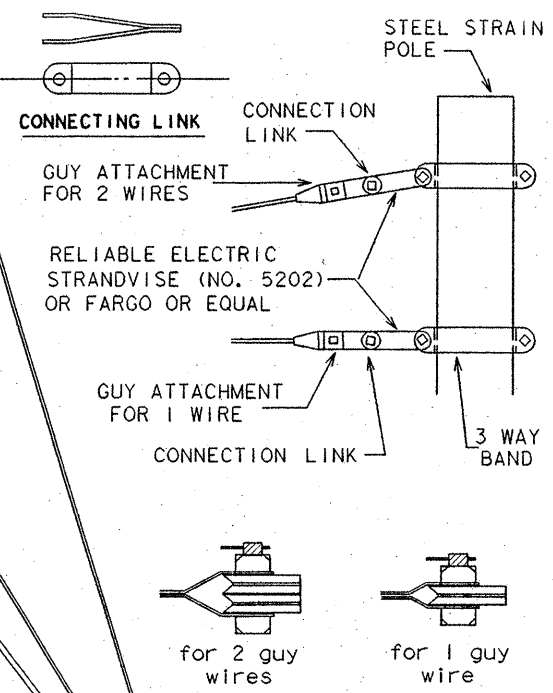 STEEL STRAIN
POLE
CONNECTING LINK
CONNECTION
LINK
GUY ATTACHMENT
FOR 2 WIRES
RELIABLE ELECTRIC
STRANDVISE (NO. 5202)
OR FARGO OR EQUAL
GUY ATTACHMENT
FOR 1 WIRE
CONNECTION LINK
3 WAY
BAND
for 2 guy
wires
for 1 guy
wire